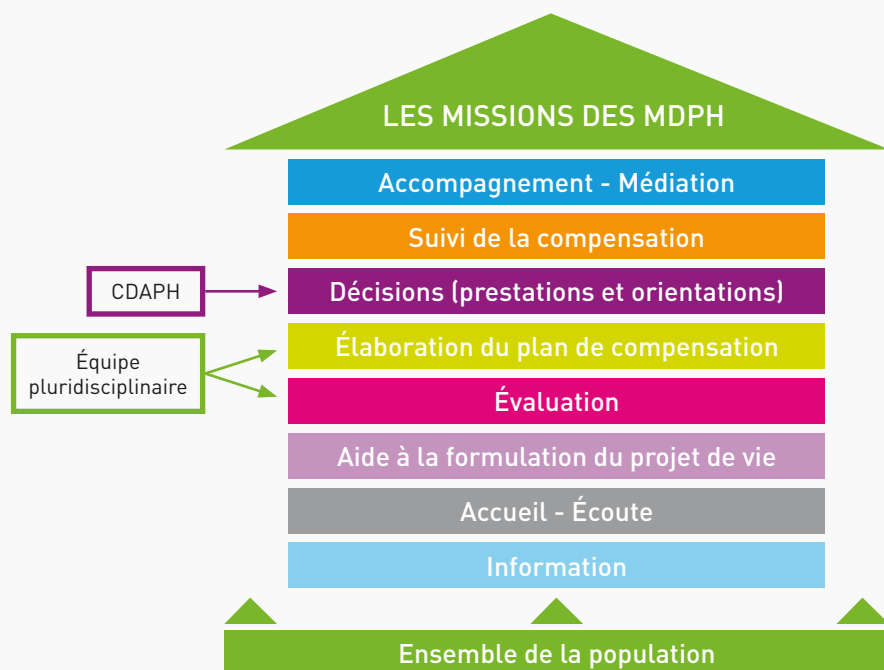 LES MISSIONS DES MDPH
Accompagnement - Médiation
Suivi de la compensation
CDAPH
Décisions (prestations et orientations)
Élaboration du plan de compensation
Équipe
pluridisciplinaire
Évaluation
Aide à la formulation du projet de vie
Accueil - Écoute
Information
Ensemble de la population